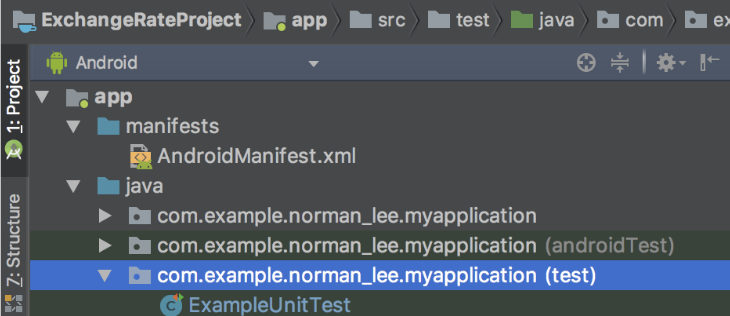 ExchangeRateProject app src test java com ex
Android
1: Project
app
manifests
AndroidManifest.xml
java
com.example.norman_lee.myapplication
com.example.norman_lee.myapplication (androidTest)
com.example.norman_lee.myapplication (test)
ExampleUnitTest
Z: Structure